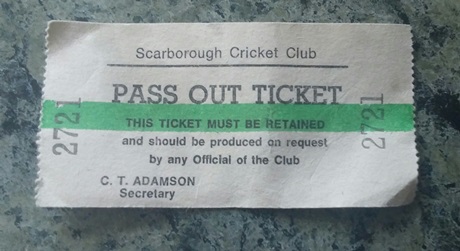 Scarborough Cricket Club
PASS OUT TICKET
2721
2721
THIS TICKET MUST BE RETAINED
and should be produced on request
by any Official of the Club
C. T. ADAMSON
Secretary